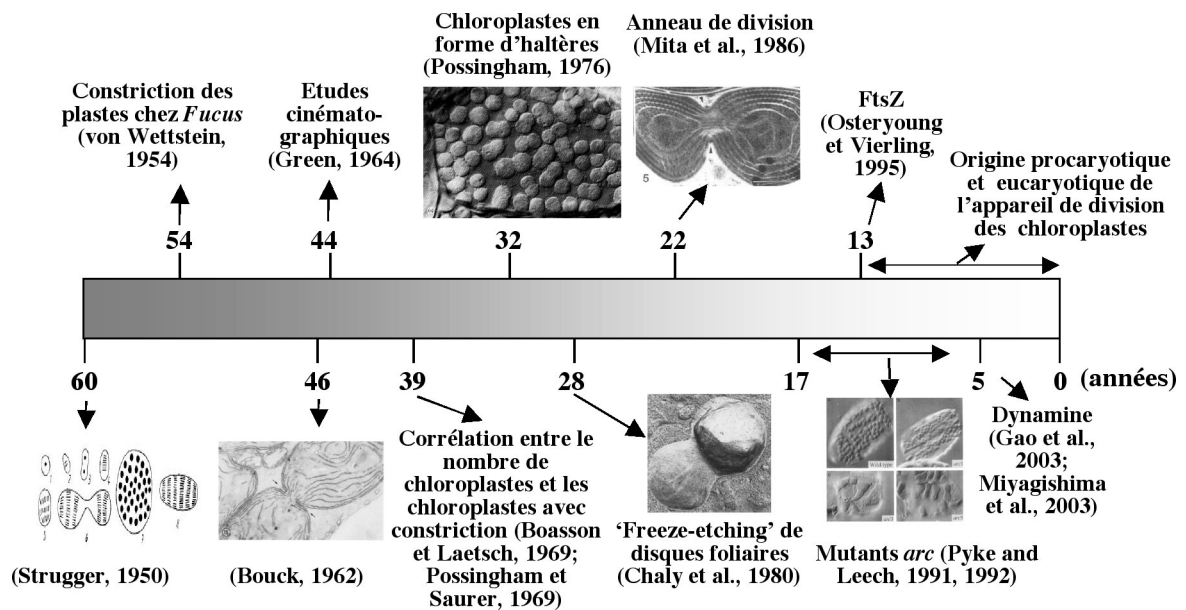 Constriction des
plastes chez Fucus
(von Wettstein,
1954)
Etudes
cinémato-
graphiques
(Green, 1964)
Chloroplastes en
forme d’haltères
(Possingham, 1976)
Anneau de division
(Mita et al., 1986)
5
FtsZ
(Osteryoung
et Vierling,
1995)
Origine procaryotique
et eucaryotique de
l’appareil de division
des chloroplastes
54
44
32
22
13
60
46
39
28
17
5
0 (années)
(Strugger, 1950)
(Bouck, 1962)
Corrélation entre le
nombre de
chloroplastes et les
chloroplastes avec
constriction (Boasson
et Laetsch, 1969;
Possingham et
Saurer, 1969)
‘Freeze-etching’ de
disques foliaires
(Chaly et al., 1980)
Wild type
Mutants arc (Pyke and
Leech, 1991, 1992)
Dynamine
(Gao et al.,
2003;
Miyagishima
et al., 2003)